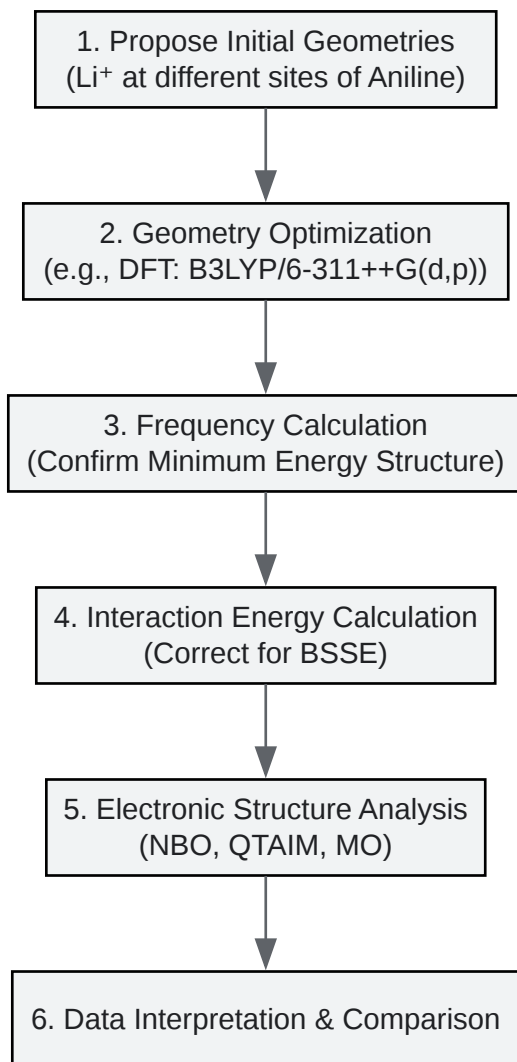 1. Propose Initial Geometries
(Li⁺ at different sites of Aniline)
2. Geometry Optimization
(e.g., DFT: B3LYP/6-311++G(d,p))
3. Frequency Calculation
(Confirm Minimum Energy Structure)
4. Interaction Energy Calculation
(Correct for BSSE)
5. Electronic Structure Analysis
(NBO, QTAIM, MO)
6. Data Interpretation & Comparison